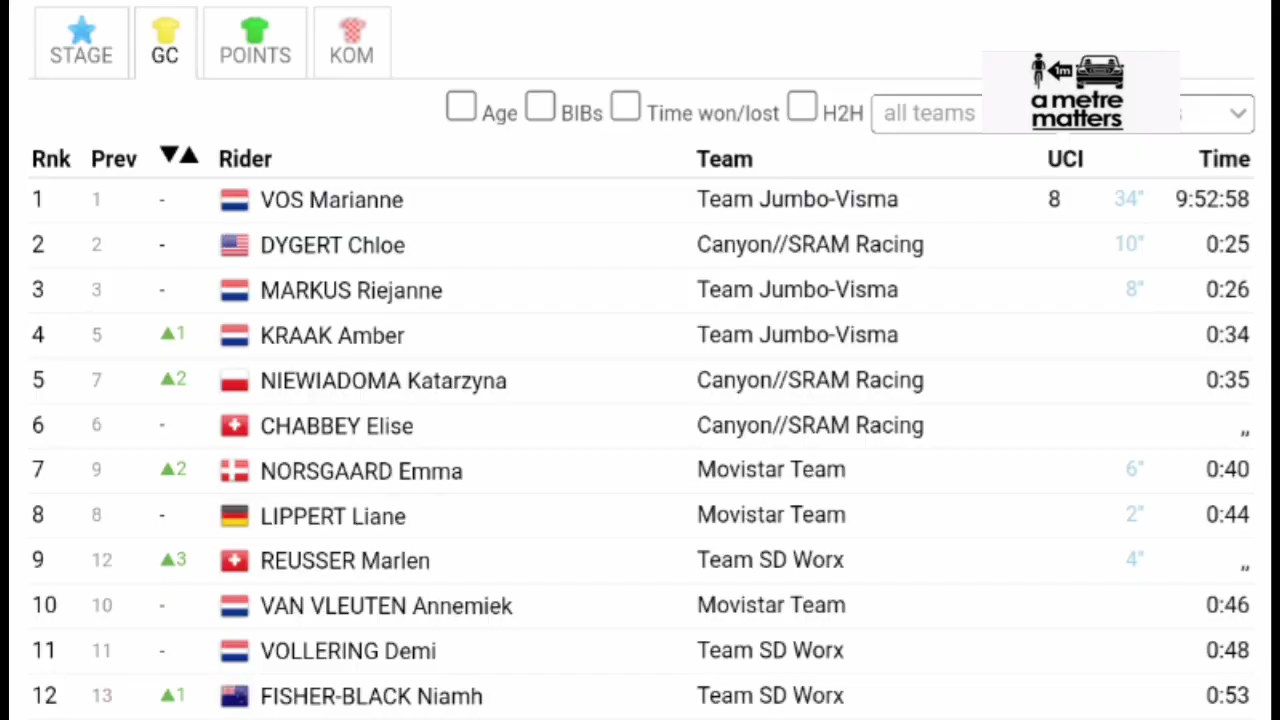 STAGE GC POINTS KOM
1m
a metre
matters
Age BIBs Time won/lost H2H all teams
Rnk Prev ▼▲ Rider Team UCI Time
1 1 - VOS Marianne Team Jumbo-Visma 8 34" 9:52:58
2 2 - DYGERT Chloe Canyon//SRAM Racing 10" 0:25
3 3 - MARKUS Riejanne Team Jumbo-Visma 8" 0:26
4 5 ▲1 KRAAK Amber Team Jumbo-Visma 0:34
5 7 ▲2 NIEWIADOMA Katarzyna Canyon//SRAM Racing 0:35
6 6 - CHABBEY Elise Canyon//SRAM Racing ,,
7 9 ▲2 NORSGAARD Emma Movistar Team 6" 0:40
8 8 - LIPPERT Liane Movistar Team 2" 0:44
9 12 ▲3 REUSSER Marlen Team SD Worx 4" ,,
10 10 - VAN VLEUTEN Annemiek Movistar Team 0:46
11 11 - VOLLERING Demi Team SD Worx 0:48
12 13 ▲1 FISHER-BLACK Niamh Team SD Worx 0:53